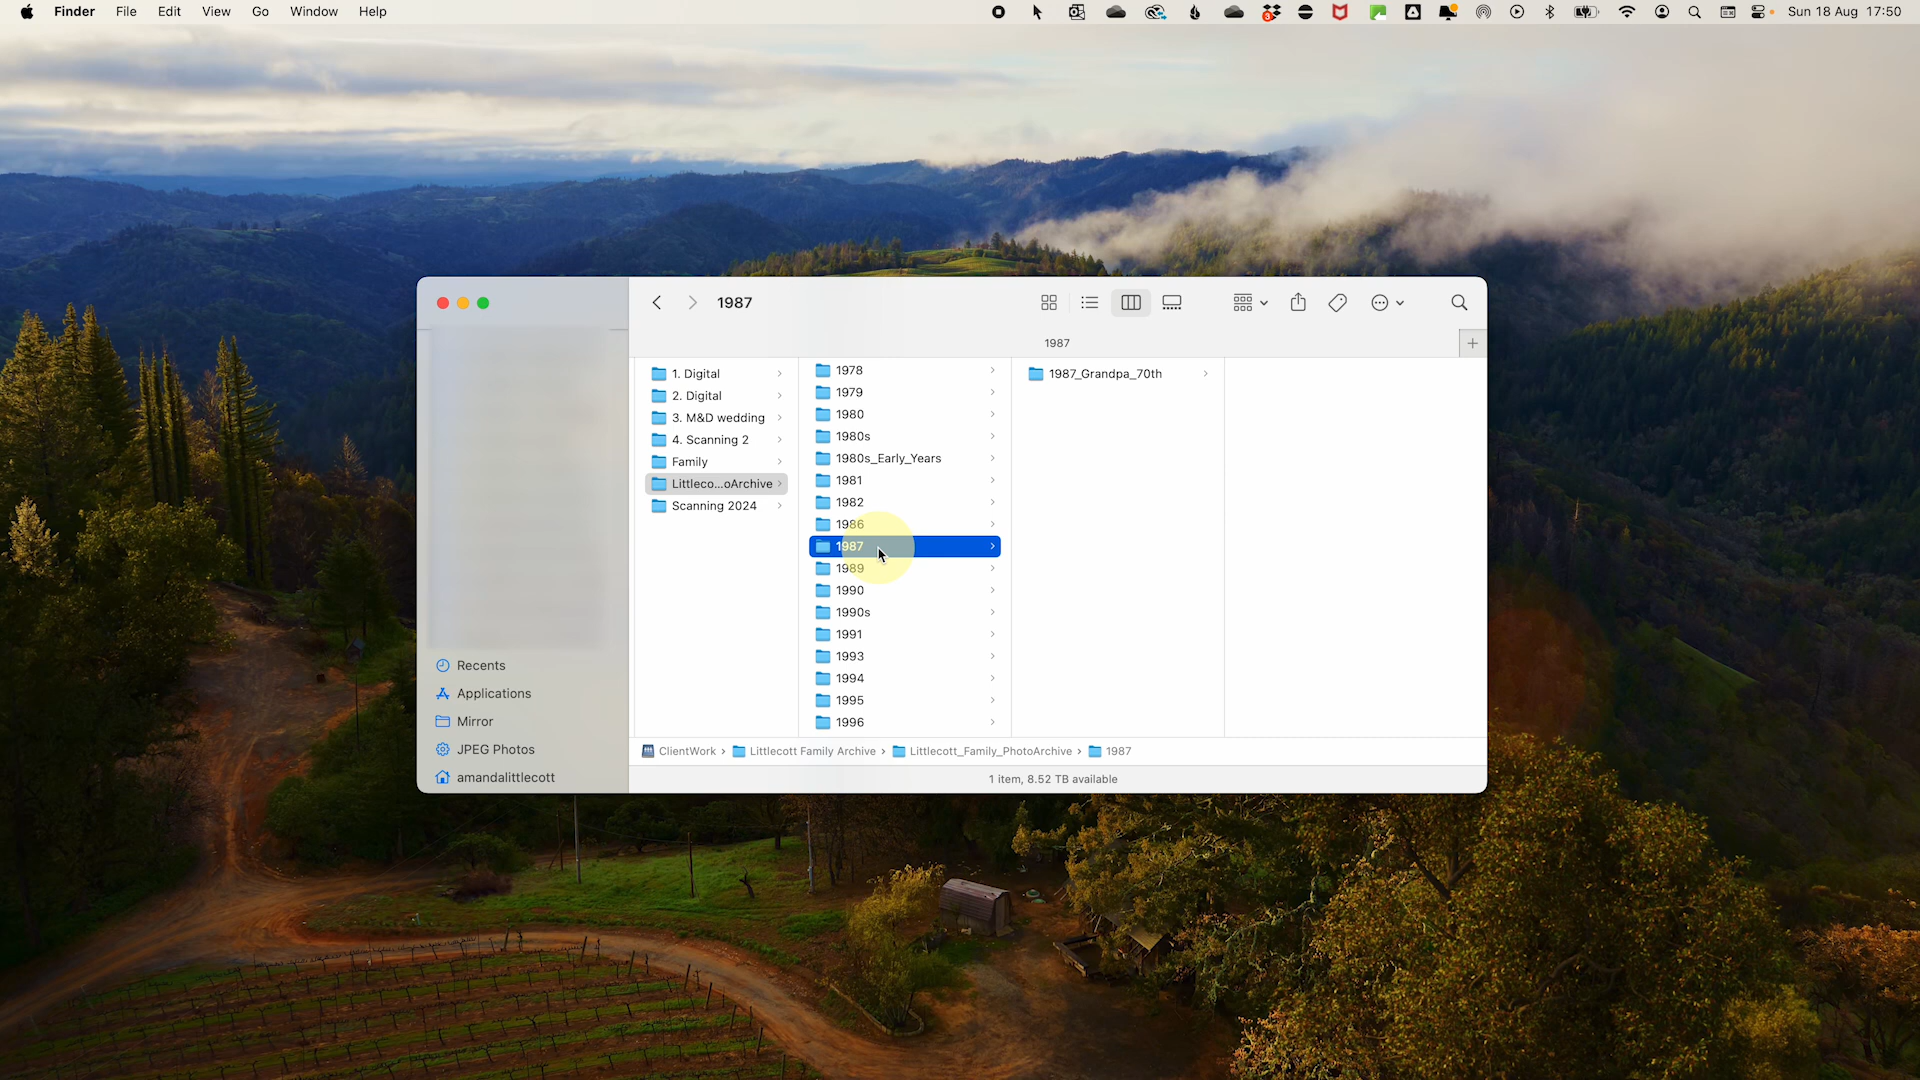 Finder File Edit View Go Window Help
3
Sun 18 Aug 17:50
1987
1987
1. Digital
2. Digital
3. M&D wedding
4. Scanning 2
Family
Littleco...oArchive
Scanning 2024
1978
1979
1980
1980s
1980s_Early_Years
1981
1982
1986
1987
1989
1990
1990s
1991
1993
1994
1995
1996
1987_Grandpa_70th
Recents
Applications
Mirror
JPEG Photos
amandalittlecott
ClientWork › Littlecott Family Archive › Littlecott_Family_PhotoArchive › 1987
1 item, 8.52 TB available